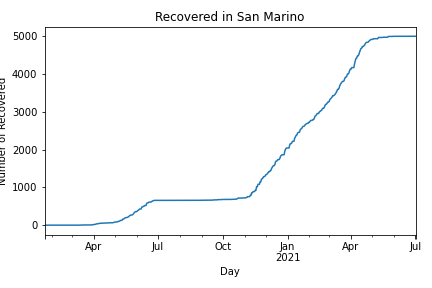 Recovered in San Marino
Number of Recovered
5000
4000
3000
2000
1000
0
Apr
Jul
Oct
Jan
2021
Apr
Jul
Day